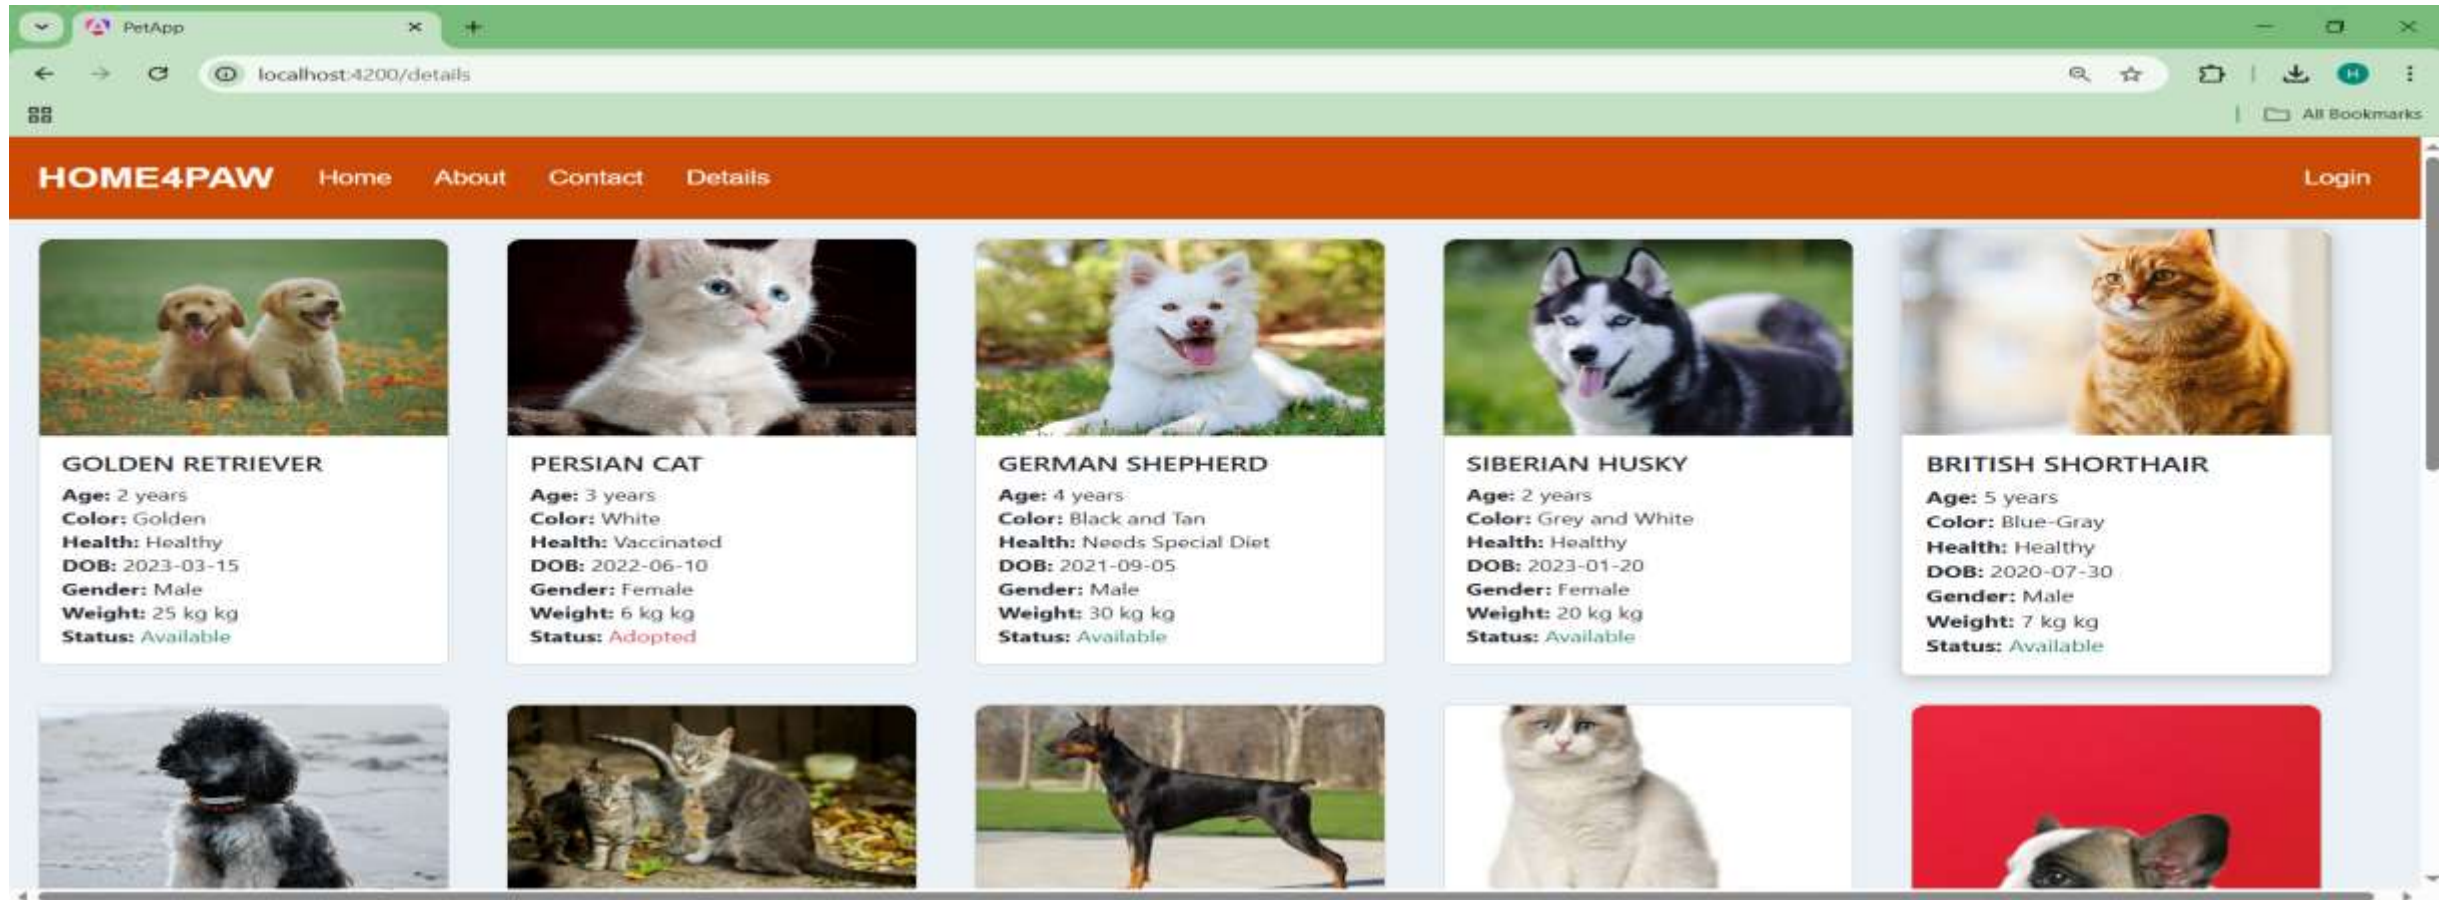 PetApp
localhost:4200/details
H
All Bookmarks
HOME4PAW Home About Contact Details Login
GOLDEN RETRIEVER
Age: 2 years
Color: Golden
Health: Healthy
DOB: 2023-03-15
Gender: Male
Weight: 25 kg kg
Status: Available
PERSIAN CAT
Age: 3 years
Color: White
Health: Vaccinated
DOB: 2022-06-10
Gender: Female
Weight: 6 kg kg
Status: Adopted
GERMAN SHEPHERD
Age: 4 years
Color: Black and Tan
Health: Needs Special Diet
DOB: 2021-09-05
Gender: Male
Weight: 30 kg kg
Status: Available
SIBERIAN HUSKY
Age: 2 years
Color: Grey and White
Health: Healthy
DOB: 2023-01-20
Gender: Female
Weight: 20 kg kg
Status: Available
BRITISH SHORTHAIR
Age: 5 years
Color: Blue-Gray
Health: Healthy
DOB: 2020-07-30
Gender: Male
Weight: 7 kg kg
Status: Available